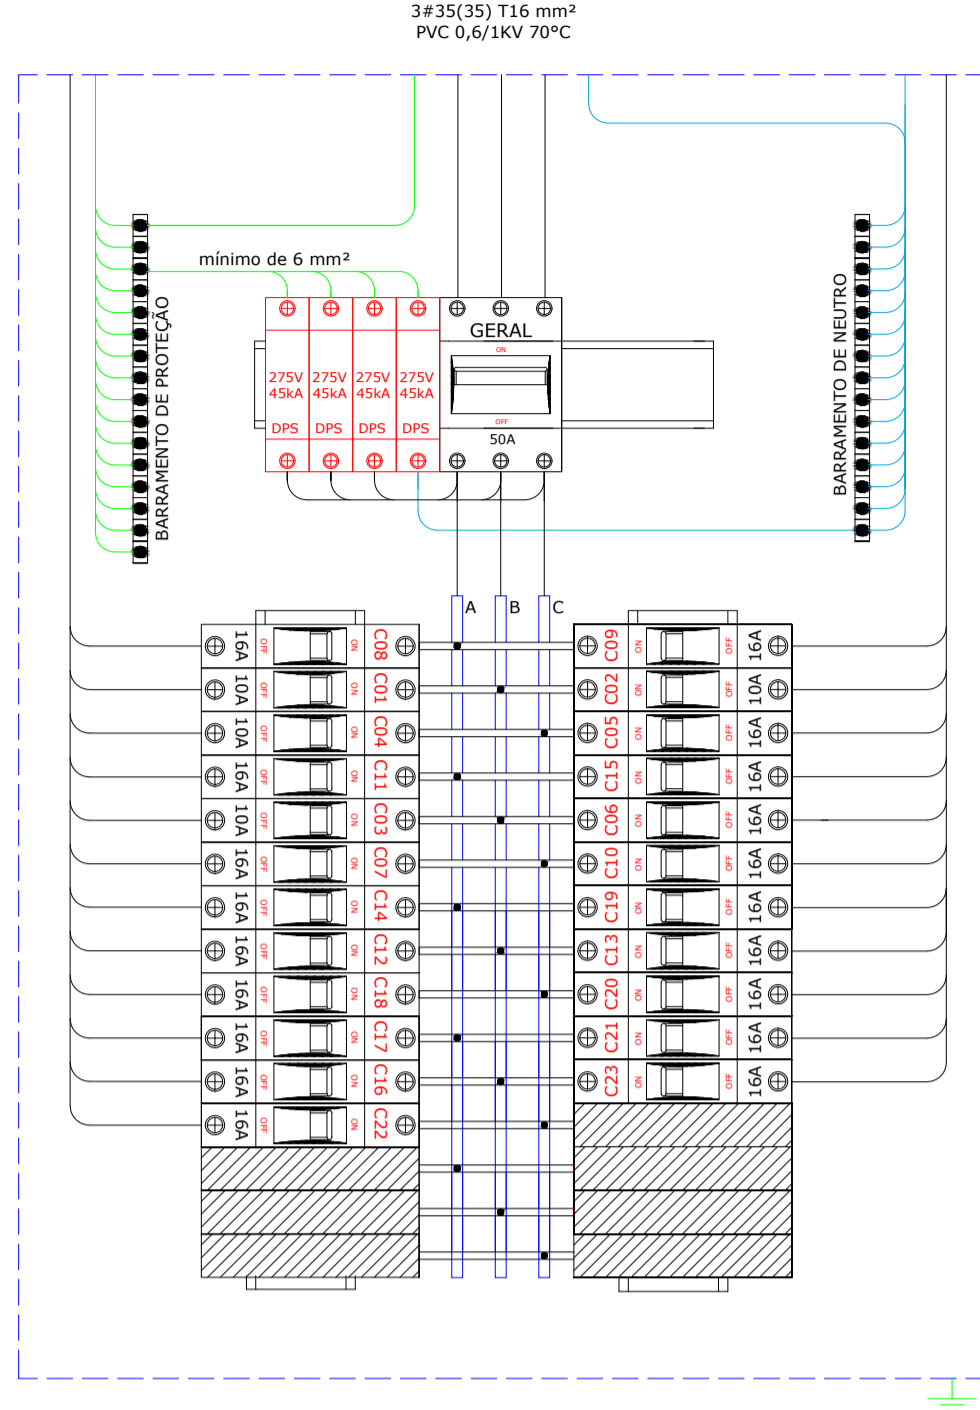 3#35(35) T16 mm²
PVC 0,6/1KV 70°C
mínimo de 6 mm²
BARRAMENTO DE PROTEÇÃO
BARRAMENTO DE NEUTRO
GERAL
ON
275V 275V 275V 275V
45kA 45kA 45kA 45kA
DPS DPS DPS DPS
OFF
50A
A B C
16A OFF ON C08 C09 ON OFF 16A
10A OFF ON C01 C02 ON OFF 10A
10A OFF ON C04 C05 ON OFF 16A
16A OFF ON C11 C15 ON OFF 16A
10A OFF ON C03 C06 ON OFF 16A
16A OFF ON C07 C10 ON OFF 16A
16A OFF ON C14 C19 ON OFF 16A
16A OFF ON C12 C13 ON OFF 16A
16A OFF ON C18 C20 ON OFF 16A
16A OFF ON C17 C21 ON OFF 16A
16A OFF ON C16 C23 ON OFF 16A
16A OFF ON C22